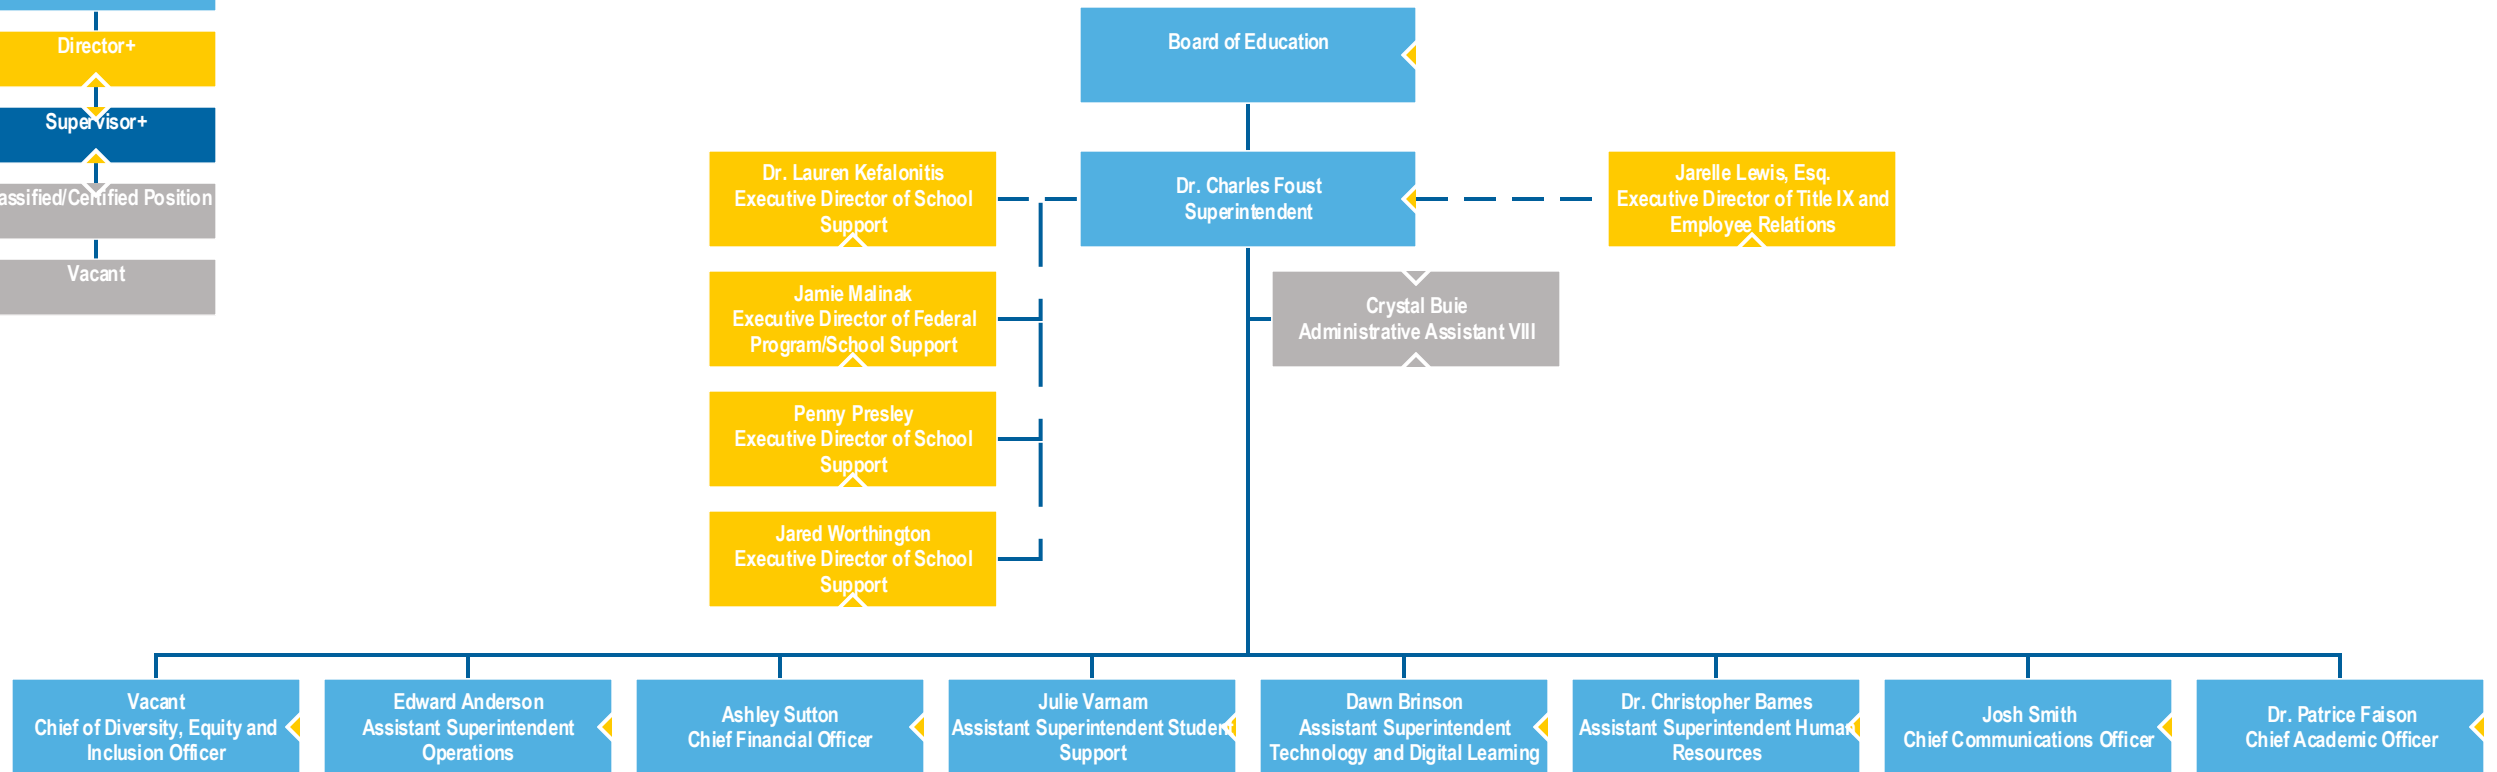 Director+
Supervisor+
assified/Certified Position
Vacant
Board of Education
Dr. Lauren Kefalonitis
Executive Director of School
Support
Dr. Charles Foust
Superintendent
Jarelle Lewis, Esq.
Executive Director of Title IX and
Employee Relations
Jamie Malinak
Executive Director of Federal
Program/School Support
Crystal Buie
Administrative Assistant VIII
Penny Presley
Executive Director of School
Support
Jared Worthington
Executive Director of School
Support
Vacant
Chief of Diversity, Equity and
Inclusion Officer
Edward Anderson
Assistant Superintendent
Operations
Ashley Sutton
Chief Financial Officer
Julie Varnam
Assistant Superintendent Student
Support
Dawn Brinson
Assistant Superintendent
Technology and Digital Learning
Dr. Christopher Barnes
Assistant Superintendent Human
Resources
Josh Smith
Chief Communications Officer
Dr. Patrice Faison
Chief Academic Officer